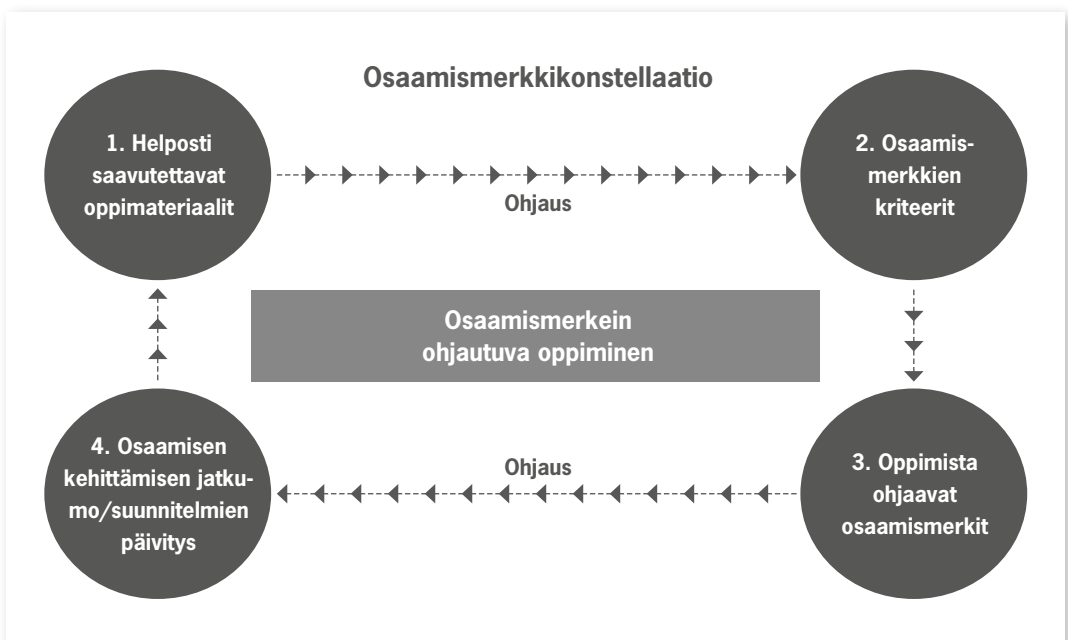 Osaamismerkkikonstellaatio
1. Helposti
saavutettavat
oppimateriaalit
Ohjaus
2. Osaamis-
merkkien
kriteerit
Osaamismerkein
ohjautuva oppiminen
3. Oppimista
ohjaavat
osaamismerkit
Ohjaus
4. Osaamisen
kehittämisen jatku-
mo/suunnitelmien
päivitys